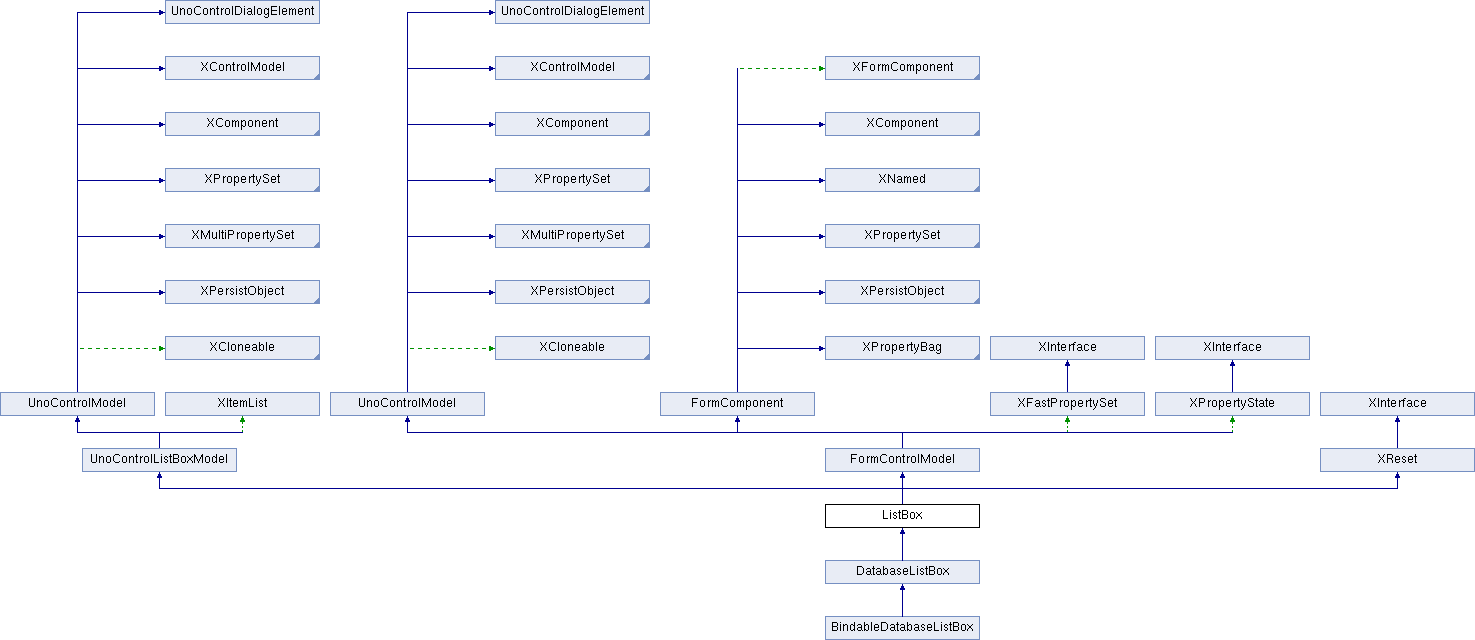 UnoControlDialogElement
UnoControlDialogElement
XControlModel
XControlModel
XFormComponent
XComponent
XComponent
XComponent
XPropertySet
XPropertySet
XNamed
XMultiPropertySet
XMultiPropertySet
XPropertySet
XPersistObject
XPersistObject
XPersistObject
XCloneable
XCloneable
XPropertyBag
XInterface
XInterface
UnoControlModel
XItemList
UnoControlModel
FormComponent
XFastPropertySet
XPropertyState
XInterface
UnoControlListBoxModel
FormControlModel
XReset
ListBox
DatabaseListBox
BindableDatabaseListBox